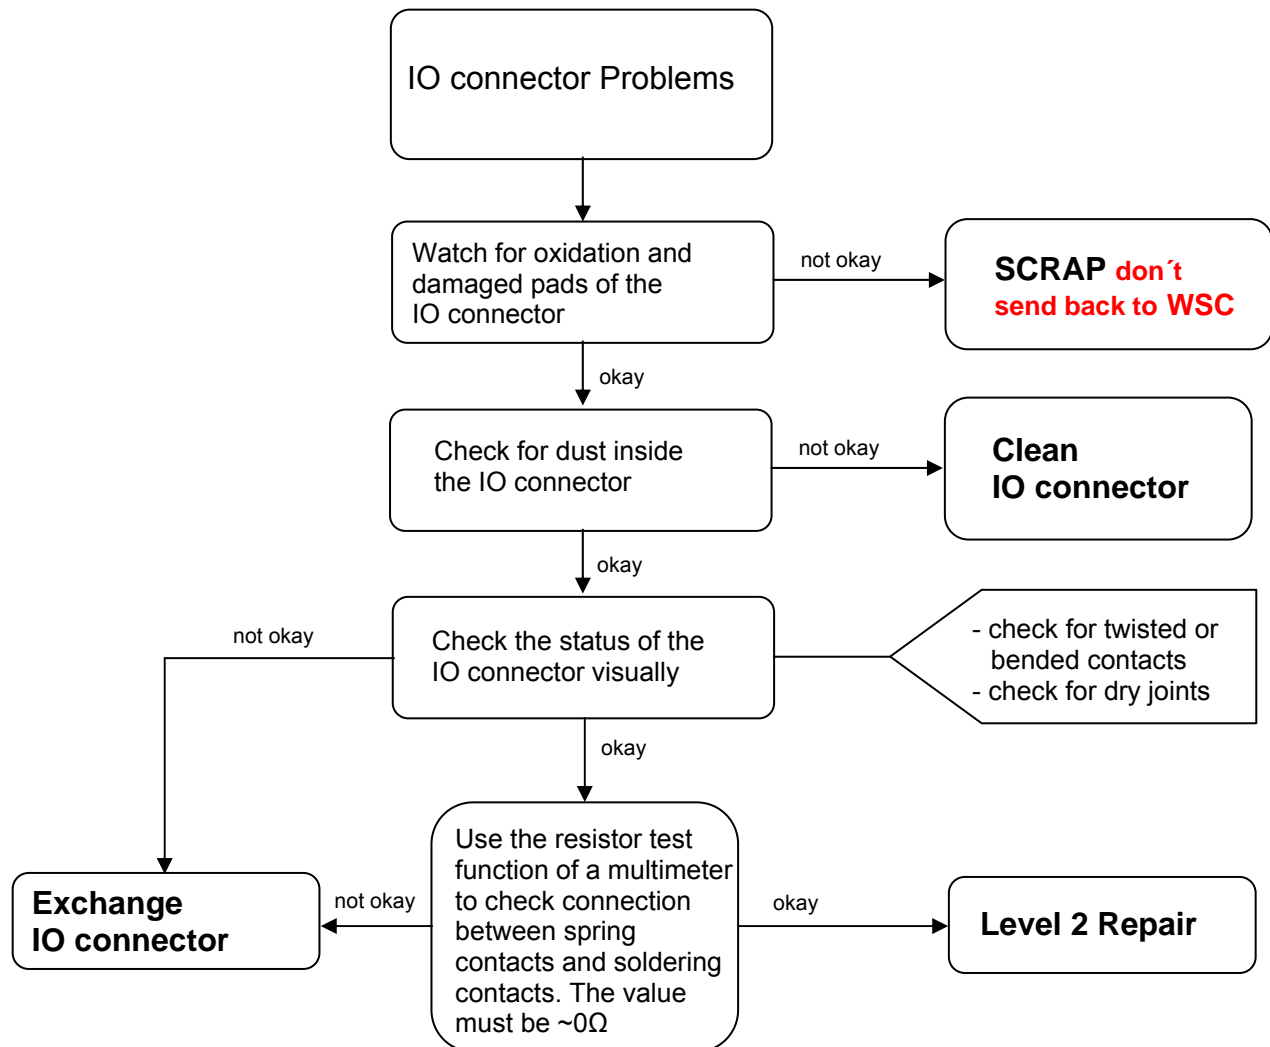 IO connector Problems
Watch for oxidation and
damaged pads of the
IO connector
not okay
SCRAP don´t
send back to WSC
okay
Check for dust inside
the IO connector
not okay
Clean
IO connector
okay
not okay
Check the status of the
IO connector visually
- check for twisted or
bended contacts
- check for dry joints
okay
Use the resistor test
function of a multimeter
to check connection
between spring
contacts and soldering
contacts. The value
must be ~0Ω
not okay
Exchange
IO connector
okay
Level 2 Repair